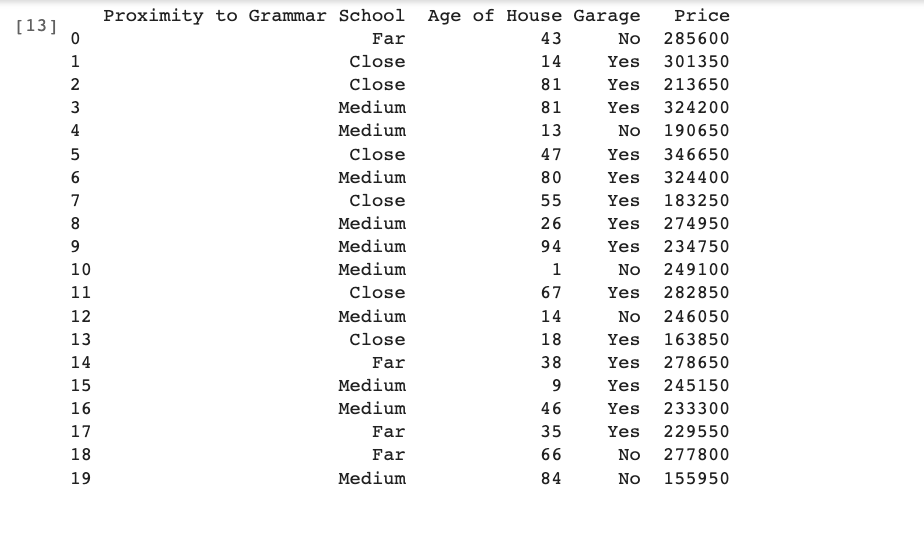 [13] Proximity to Grammar School Age of House Garage Price
0 Far 43 No 285600
1 Close 14 Yes 301350
2 Close 81 Yes 213650
3 Medium 81 Yes 324200
4 Medium 13 No 190650
5 Close 47 Yes 346650
6 Medium 80 Yes 324400
7 Close 55 Yes 183250
8 Medium 26 Yes 274950
9 Medium 94 Yes 234750
10 Medium 1 No 249100
11 Close 67 Yes 282850
12 Medium 14 No 246050
13 Close 18 Yes 163850
14 Far 38 Yes 278650
15 Medium 9 Yes 245150
16 Medium 46 Yes 233300
17 Far 35 Yes 229550
18 Far 66 No 277800
19 Medium 84 No 155950